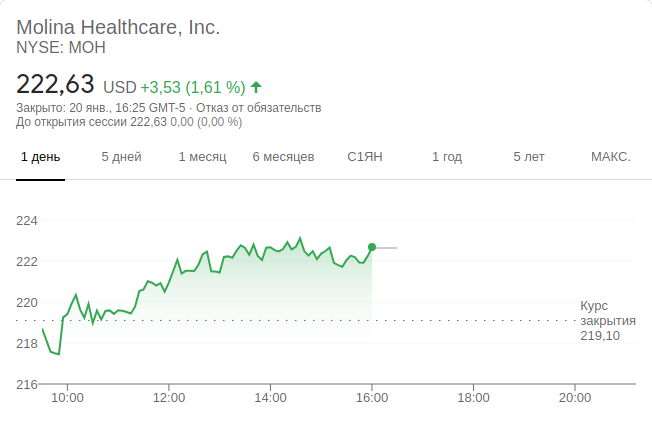 Molina Healthcare, Inc.
NYSE: MOH
222,63 USD +3,53 (1,61 %)
Закрыто: 20 янв., 16:25 GMT-5 · Отказ от обязательств
До открытия сессии 222,63 0,00 (0,00 %)
1 день 5 дней 1 месяц 6 месяцев С1ЯН 1 год 5 лет МАКС.
224
222
220
218
216
Курс
закрытия
219,10
10:00 12:00 14:00 16:00 18:00 20:00